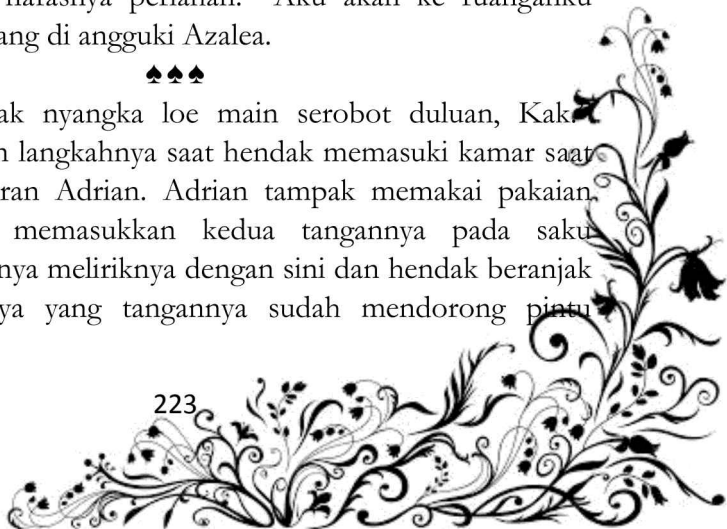 nafasnya perlahan. "Aku akan ke ruanganku
ang di angguki Azalea.
♠♠♠
ak nyangka loe main serobot duluan, Kak
n langkahnya saat hendak memasuki kamar saat
ran Adrian. Adrian tampak memakai pakaian
memasukkan kedua tangannya pada saku
nya meliriknya dengan sini dan hendak beranjak
ya yang tangannya sudah mendorong pintu
223